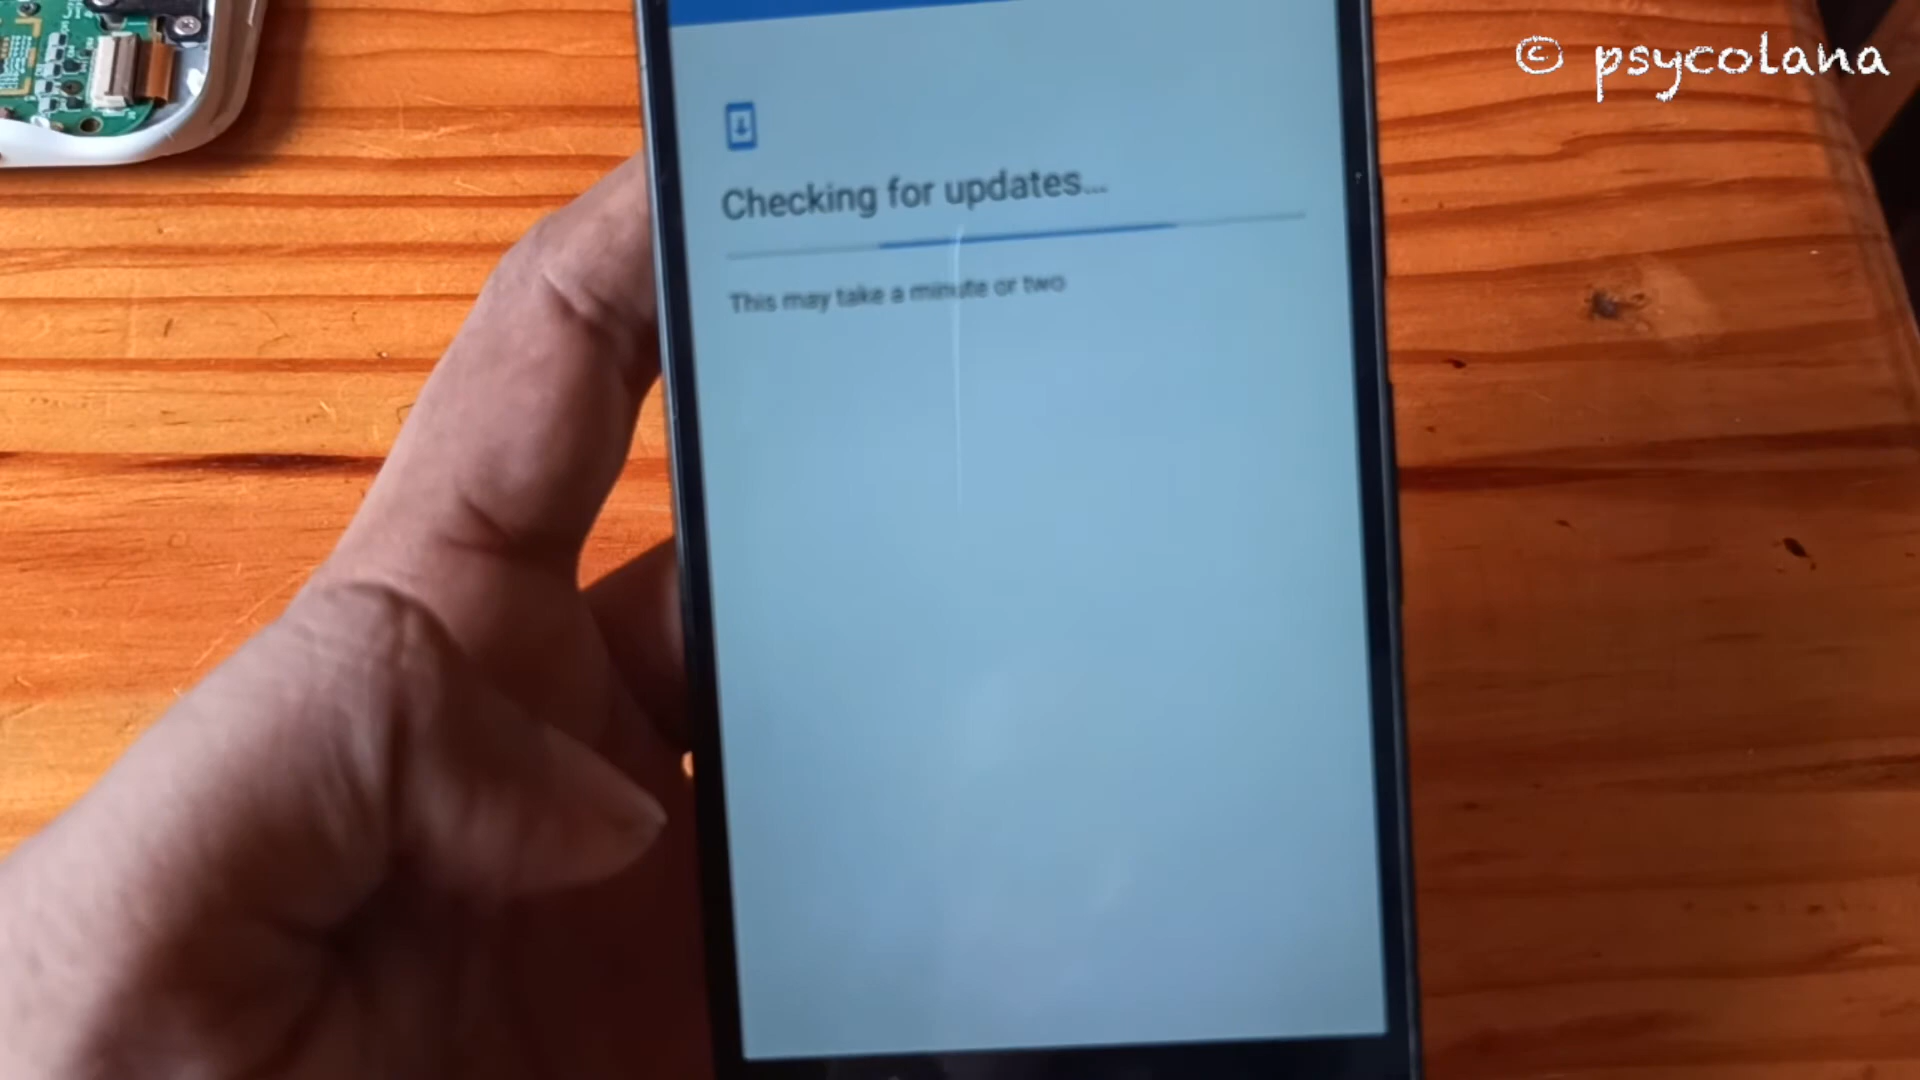 © psycolana
Checking for updates...
This may take a minute or two